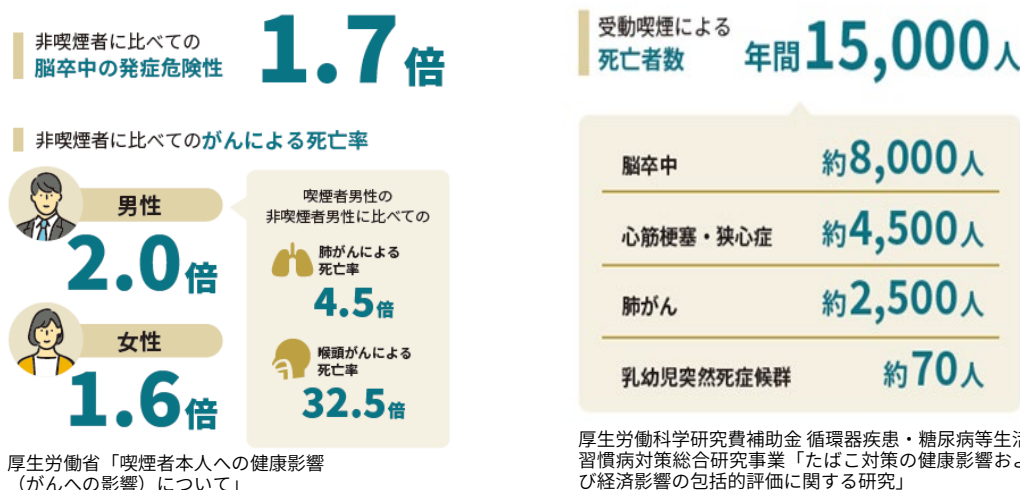 非喫煙者に比べての
脳卒中の発症危険性
1.7倍
非喫煙者に比べてのがんによる死亡率
男性
2.0倍
女性
1.6倍
喫煙者男性の
非喫煙者男性に比べての
肺がんによる
死亡率
4.5倍
喉頭がんによる
死亡率
32.5倍
厚生労働省「喫煙者本人への健康影響
（がんへの影響）について」
受動喫煙による
死亡者数
年間15,000人
脳卒中 約8,000人
心筋梗塞・狭心症 約4,500人
肺がん 約2,500人
乳幼児突然死症候群 約70人
厚生労働科学研究費補助金 循環器疾患・糖尿病等生活
習慣病対策総合研究事業「たばこ対策の健康影響およ
び経済影響の包括的評価に関する研究」